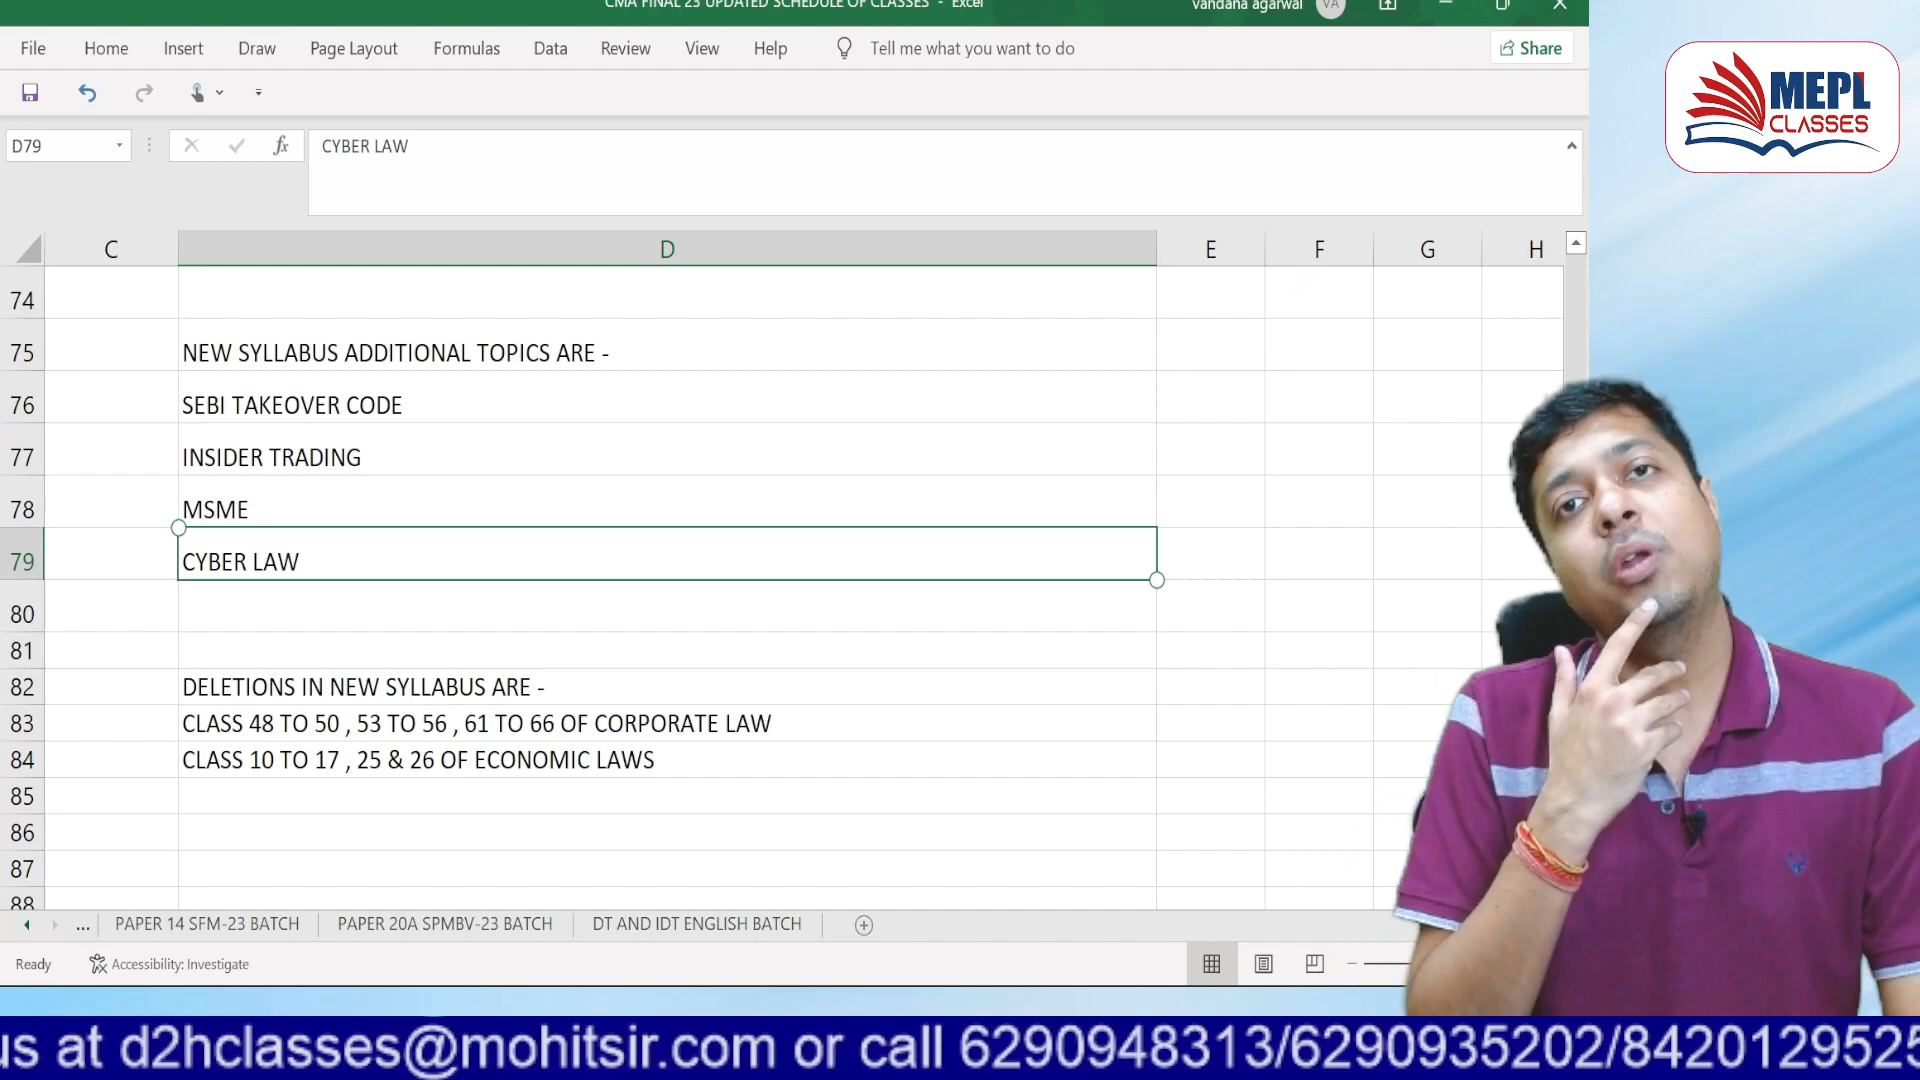 CMA FINAL 23 UPDATED SCHEDULE OF CLASSES - Excel
vandana agarwal VA
File Home Insert Draw Page Layout Formulas Data Review View Help Tell me what you want to do Share
MEPL
CLASSES
D79 fx CYBER LAW
C D E F G H
74
75 NEW SYLLABUS ADDITIONAL TOPICS ARE -
76 SEBI TAKEOVER CODE
77 INSIDER TRADING
78 MSME
79 CYBER LAW
80
81
82 DELETIONS IN NEW SYLLABUS ARE -
83 CLASS 48 TO 50 , 53 TO 56 , 61 TO 66 OF CORPORATE LAW
84 CLASS 10 TO 17 , 25 & 26 OF ECONOMIC LAWS
85
86
87
88
... PAPER 14 SFM-23 BATCH PAPER 20A SPMBV-23 BATCH DT AND IDT ENGLISH BATCH
Ready Accessibility: Investigate
us at d2hclasses@mohitsir.com or call 6290948313/6290935202/8420129525